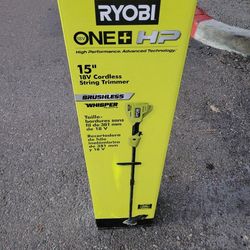 RYOBI
ONE+ HP
High Performance. Advanced Technology.
15"
18V Cordless
String Trimmer
BRUSHLESS
WHISPER
Taille-
bordures sans
fil de 381 mm
de 18 V
Recortadora
de hilo
inalámbrica
de 381 mm
y 18 V